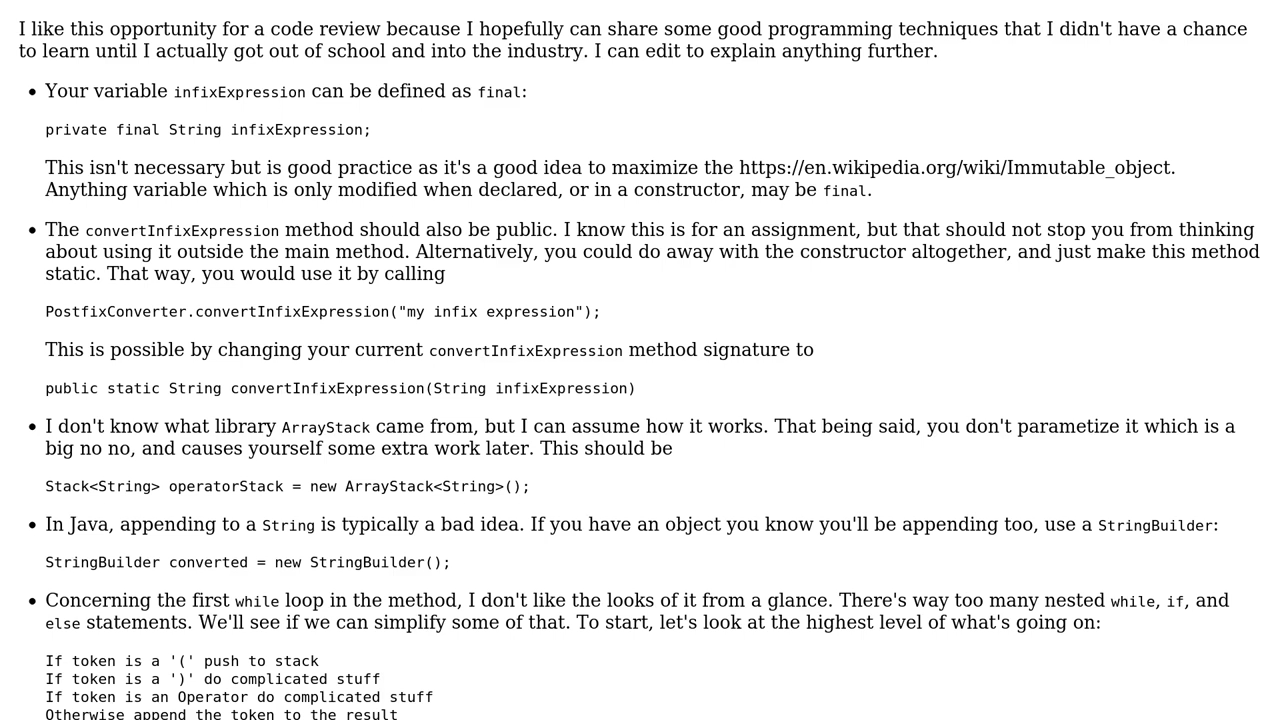 I like this opportunity for a code review because I hopefully can share some good programming techniques that I didn't have a chance
to learn until I actually got out of school and into the industry. I can edit to explain anything further.
• Your variable infixExpression can be defined as final:
private final String infixExpression;
This isn't necessary but is good practice as it's a good idea to maximize the https://en.wikipedia.org/wiki/Immutable_object.
Anything variable which is only modified when declared, or in a constructor, may be final.
• The convertInfixExpression method should also be public. I know this is for an assignment, but that should not stop you from thinking
about using it outside the main method. Alternatively, you could do away with the constructor altogether, and just make this method
static. That way, you would use it by calling
PostfixConverter.convertInfixExpression("my infix expression");
This is possible by changing your current convertInfixExpression method signature to
public static String convertInfixExpression(String infixExpression)
• I don't know what library ArrayStack came from, but I can assume how it works. That being said, you don't parametize it which is a
big no no, and causes yourself some extra work later. This should be
Stack<String> operatorStack = new ArrayStack<String>();
• In Java, appending to a String is typically a bad idea. If you have an object you know you'll be appending too, use a StringBuilder:
StringBuilder converted = new StringBuilder();
• Concerning the first while loop in the method, I don't like the looks of it from a glance. There's way too many nested while, if, and
else statements. We'll see if we can simplify some of that. To start, let's look at the highest level of what's going on:
If token is a '(' push to stack
If token is a ')' do complicated stuff
If token is an Operator do complicated stuff
Otherwise append the token to the result